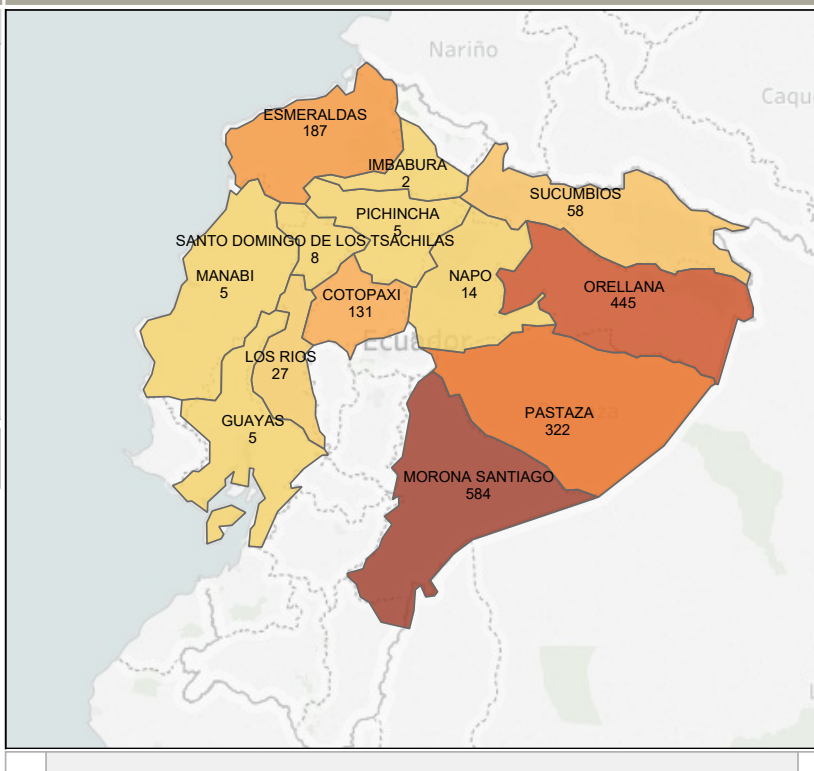 Nariño
Caqu
ESMERALDAS
187
IMBABURA
2
SUCUMBIOS
58
PICHINCHA
5
SANTO DOMINGO DE LOS TSACHILAS
8
MANABI
5
NAPO
14
COTOPAXI
131
ORELLANA
445
Ecuador
LOS RIOS
27
PASTAZA
322
GUAYAS
5
MORONA SANTIAGO
584